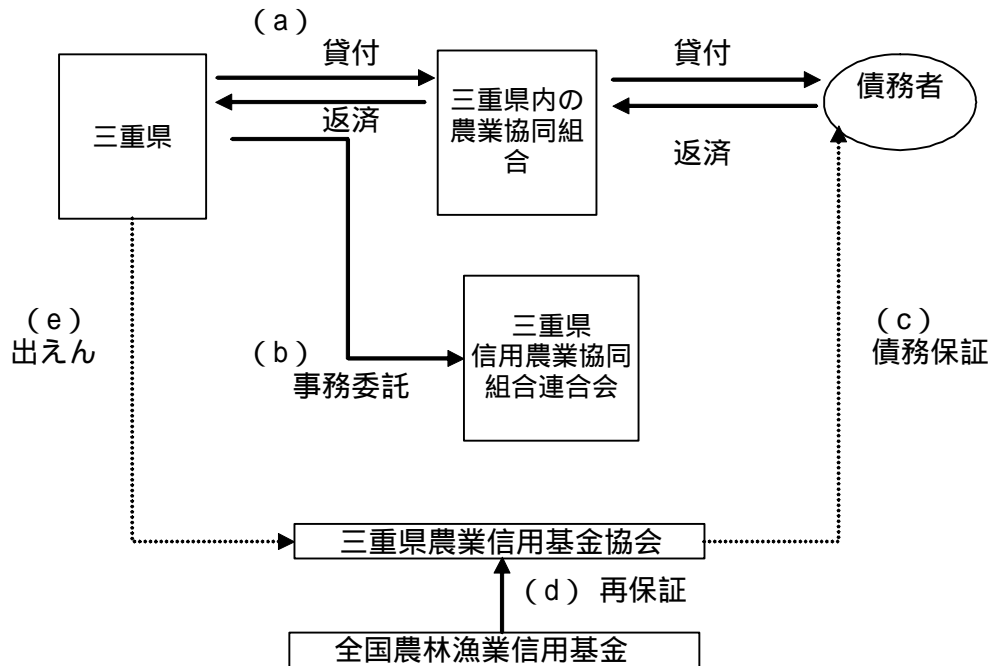 （a）
貸付
貸付
三重県
三重県内の
農業協同組
合
債務者
返済
返済
（e）
出えん
（b）
事務委託
三重県
信用農業協同
組合連合会
（c）
債務保証
三重県農業信用基金協会
（d）再保証
全国農林漁業信用基金